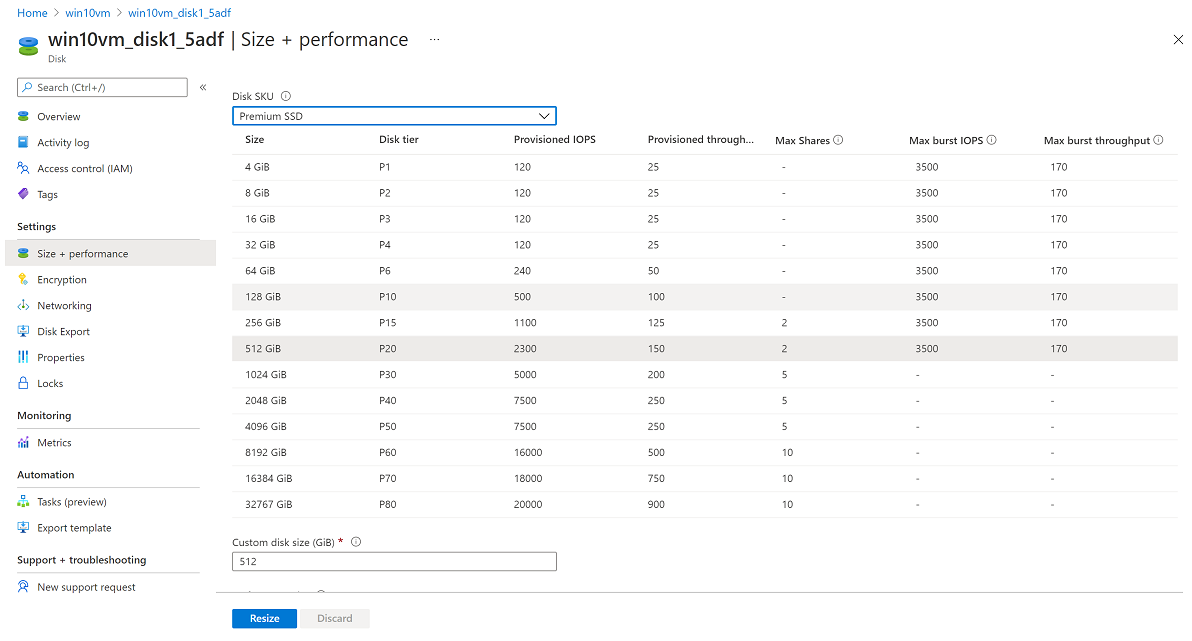 Home > win10vm > win10vm_disk1_5adf
win10vm_disk1_5adf | Size + performance ...
Disk
Search (Ctrl+/) «
Overview
Activity log
Access control (IAM)
Tags
Settings
Size + performance
Encryption
Networking
Disk Export
Properties
Locks
Monitoring
Metrics
Automation
Tasks (preview)
Export template
Support + troubleshooting
New support request
Disk SKU
Premium SSD
Size Disk tier Provisioned IOPS Provisioned through... Max Shares Max burst IOPS Max burst throughput
4 GiB P1 120 25 - 3500 170
8 GiB P2 120 25 - 3500 170
16 GiB P3 120 25 - 3500 170
32 GiB P4 120 25 - 3500 170
64 GiB P6 240 50 - 3500 170
128 GiB P10 500 100 - 3500 170
256 GiB P15 1100 125 2 3500 170
512 GiB P20 2300 150 2 3500 170
1024 GiB P30 5000 200 5 - -
2048 GiB P40 7500 250 5 - -
4096 GiB P50 7500 250 5 - -
8192 GiB P60 16000 500 10 - -
16384 GiB P70 18000 750 10 - -
32767 GiB P80 20000 900 10 - -
Custom disk size (GiB) *
512
Resize Discard